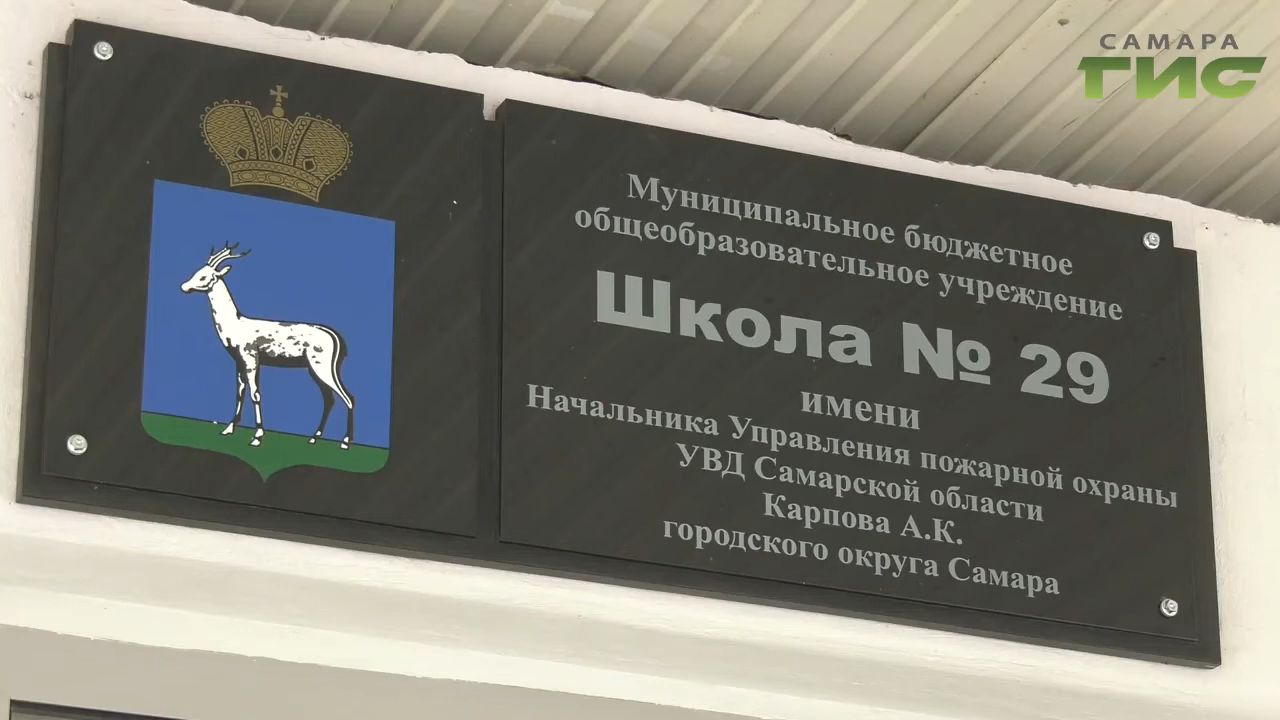 САМАРА
ГИС
Муниципальное бюджетное
общеобразовательное учреждение
Школа № 29
имени
Начальника Управления пожарной охраны
УВД Самарской области
Карпова А.К.
городского округа Самара